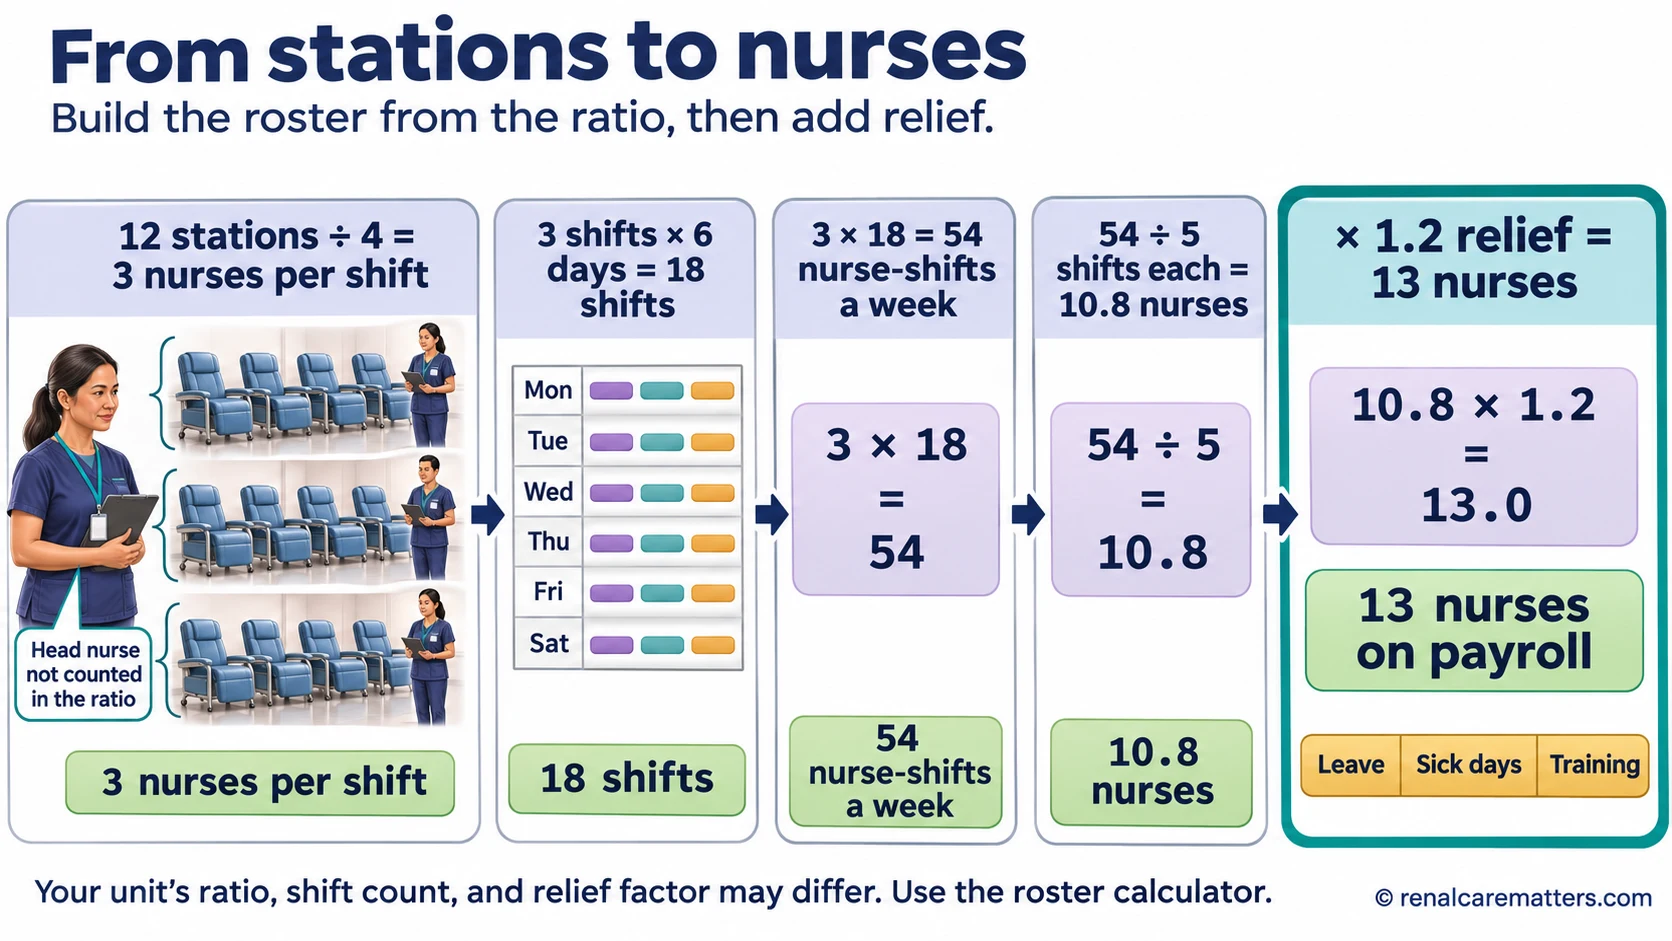 From stations to nurses
Build the roster from the ratio, then add relief.
12 stations ÷ 4 =
3 nurses per shift
Head nurse
not counted
in the ratio
3 nurses per shift
3 shifts × 6
days = 18
shifts
Mon
Tue
Wed
Thu
Fri
Sat
18 shifts
3 × 18 = 54
nurse-shifts
a week
3 × 18
=
54
54
nurse-shifts
a week
54 ÷ 5
shifts each =
10.8 nurses
54 ÷ 5
=
10.8
10.8
nurses
× 1.2 relief =
13 nurses
10.8 × 1.2
=
13.0
13 nurses
on payroll
Leave
Sick days
Training
Your unit's ratio, shift count, and relief factor may differ. Use the roster calculator.
© renalcarematters.com